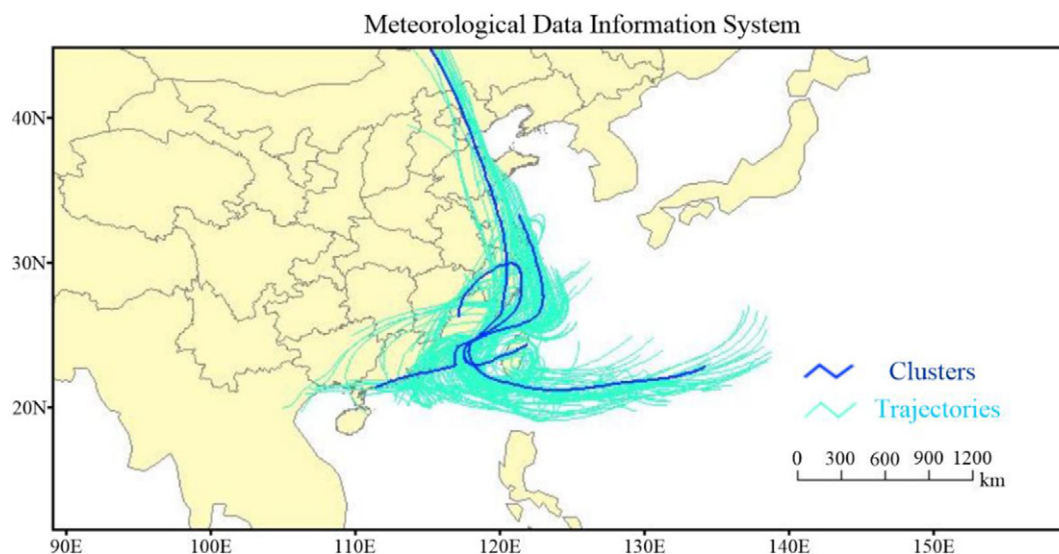 Meteorological Data Information System
40N
30N
20N
Clusters
Trajectories
0 300 600 900 1200
km
90E 100E 110E 120E 130E 140E 150E